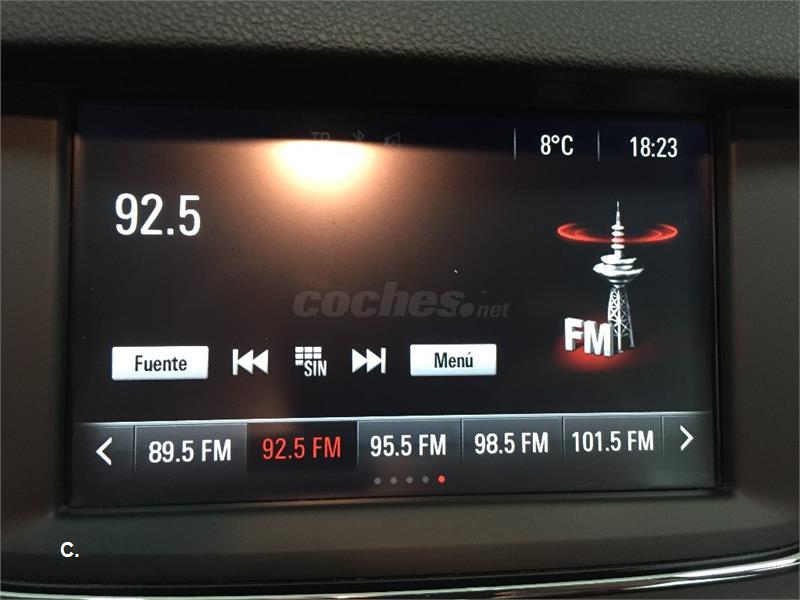 TP 8°C 18:23
92.5
coches.net
FM
Fuente SIN Menú
89.5 FM 92.5 FM 95.5 FM 98.5 FM 101.5 FM
C.